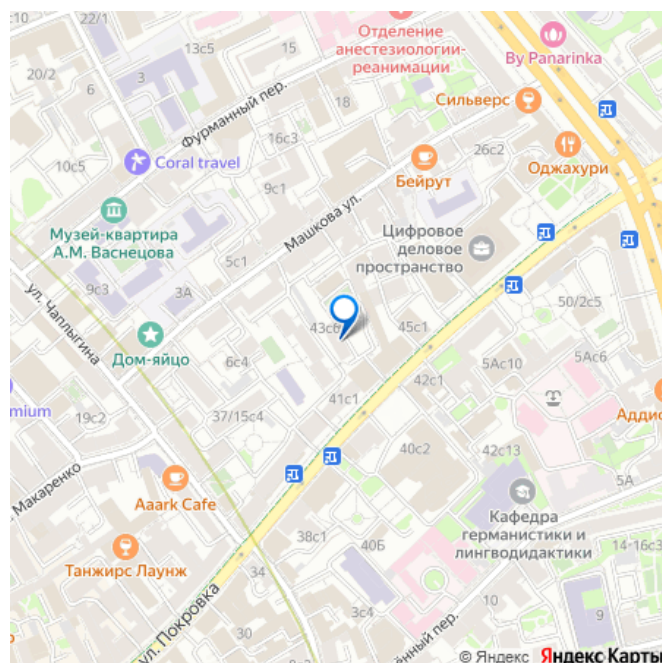 22/1
10
13с5
15
Отделение
анестезиологии-
реанимации
By Panarinka
3
20/2
6
Фурманный пер.
18
Сильверс
16с3
26с2
10с5
Coral travel
Бейрут
Оджахури
9с1
Музей-квартира
А.М. Васнецова
Машкова ул.
Цифровое
деловое
пространство
5с1
9с3
3А
ул. Чаплыгина
50/2с5
43с6
45с1
Дом-яйцо
6с4
5Ас10
5Ас6
42с1
41с1
mium
19с2
37/15с4
40с2
42с13
Аддис
Макаренко
5А
Aaark Cafe
Кафедра
германистики и
лингводидактики
38с1
40Б
14-16с3
Танжирс Лаунж
34
3с4
9
30
ул. Покровка
ённый пер.
© Яндекс Яндекс Карты